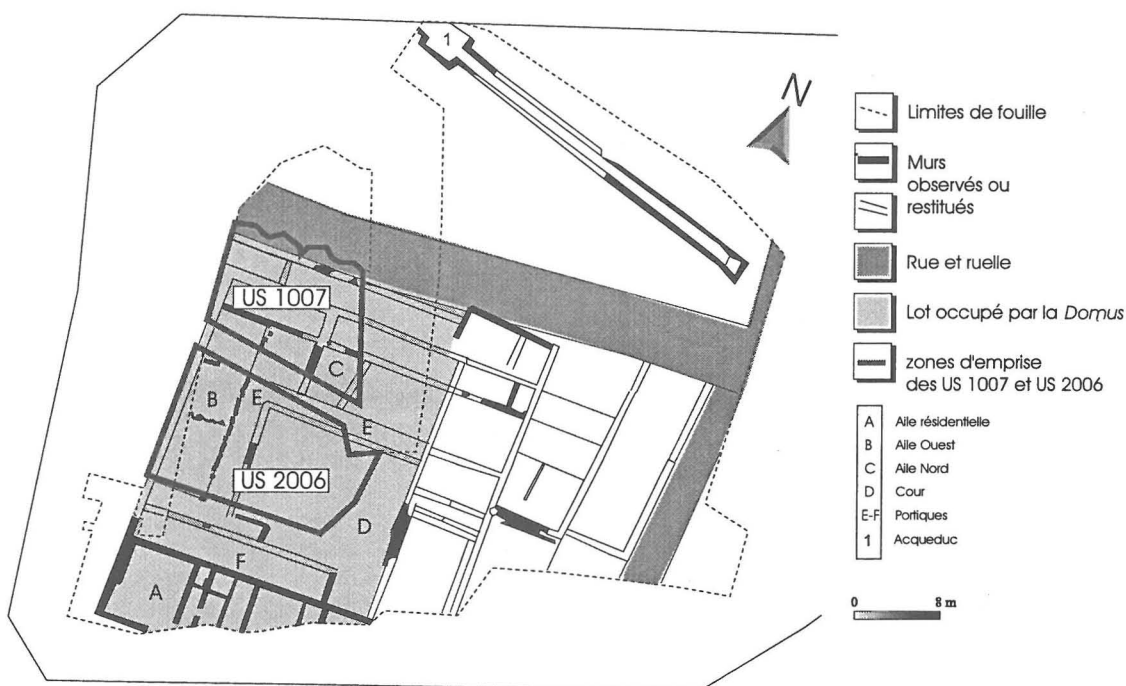 1
N
US 1007
C
B
E
E
US 2006
D
F
A
Limites de fouille
Murs
observés ou
restitués
Rue et ruelle
Lot occupé par la Domus
zones d'emprise
des US 1007 et US 2006
A Aile résidentielle
B Aile Ouest
C Aile Nord
D Cour
E-F Portiques
1 Acqueduc
0 8 m